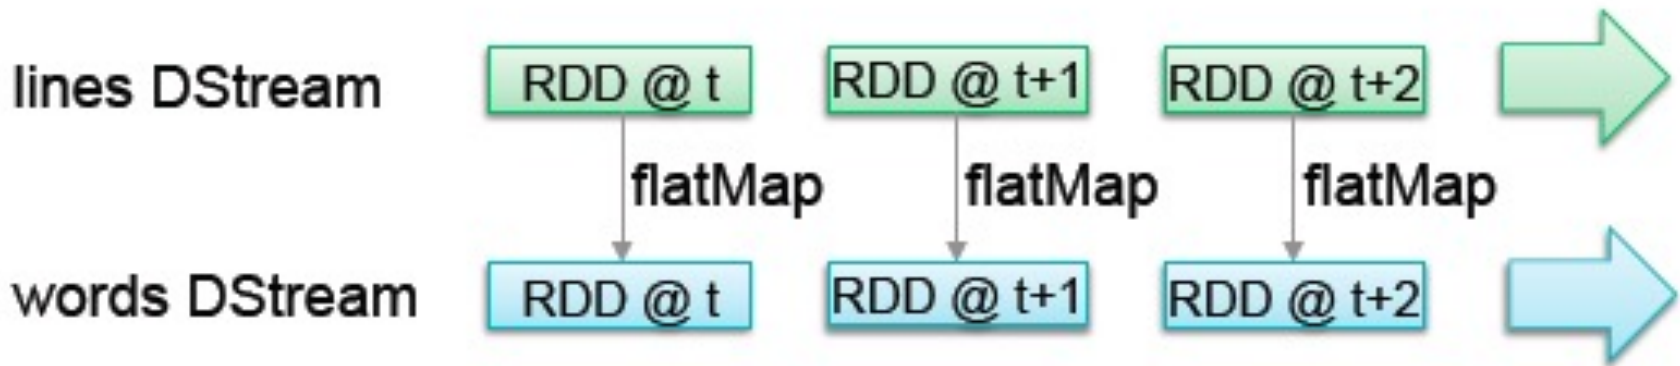 lines DStream RDD @ t RDD @ t+1 RDD @ t+2
flatMap flatMap flatMap
words DStream RDD @ t RDD @ t+1 RDD @ t+2